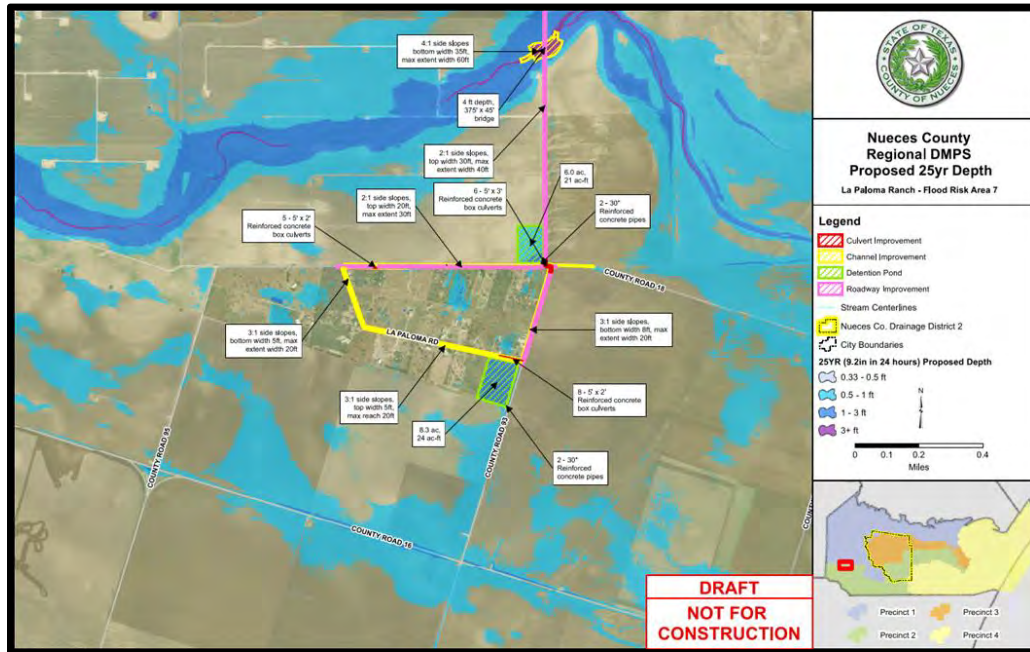 4:1 side slopes
bottom width 35ft,
max extent width 60ft
4 ft depth,
375' x 45'
bridge
2:1 side slopes,
top width 30ft, max
extent width 40ft
6.0 ac,
21 ac-ft
6 - 5' x 3'
Reinforced concrete
box culverts
2:1 side slopes,
top width 20ft,
max extent 30ft
2 - 30"
Reinforced
concrete pipes
5 - 5' x 2'
Reinforced concrete
box culverts
COUNTY ROAD 18
LA PALOMA RD
3:1 side slopes,
bottom width 5ft, max
extent width 20ft
3:1 side slopes,
bottom width 8ft, max
extent width 20ft
3:1 side slopes,
top width 5ft,
max reach 20ft
8.3 ac,
24 ac-ft
8 - 5' x 2'
Reinforced concrete
box culverts
2 - 30"
Reinforced
concrete pipes
COUNTY ROAD 95
COUNTY ROAD 93
COUNTY ROAD 16
COUNTY
DRAFT
NOT FOR
CONSTRUCTION
STATE OF TEXAS
COUNTY OF NUECES
Nueces County
Regional DMPS
Proposed 25yr Depth
La Paloma Ranch - Flood Risk Area 7
Legend
Culvert Improvement
Channel Improvement
Detention Pond
Roadway Improvement
Stream Centerlines
Nueces Co. Drainage District 2
City Boundaries
25YR (9.2in in 24 hours) Proposed Depth
0.33 - 0.5 ft
0.5 - 1 ft
1 - 3 ft
3+ ft
N
0 0.1 0.2 0.4
Miles
Precinct 1
Precinct 3
Precinct 2
Precinct 4